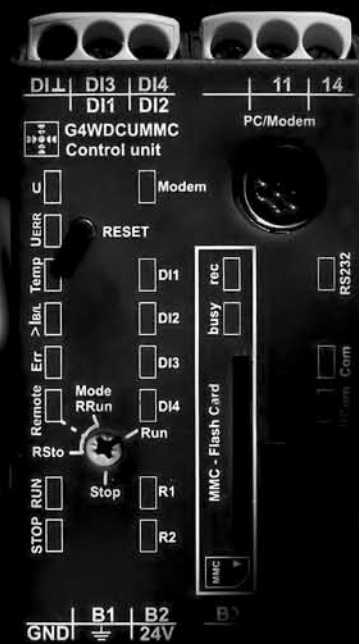 DI⊥ DI3 DI4 11 14
DI1 DI2
PC/Modem
G4WDCUMMC
Control unit
U Modem
UERR RESET
Temp DI1 rec RS232
>IB/L DI2 busy
Err DI3 Com
Remote DI4
Mode
RRun
Run
RSto
Stop
MMC - Flash Card
RUN R1
STOP R2
MMC
B1 B2
GND 24V